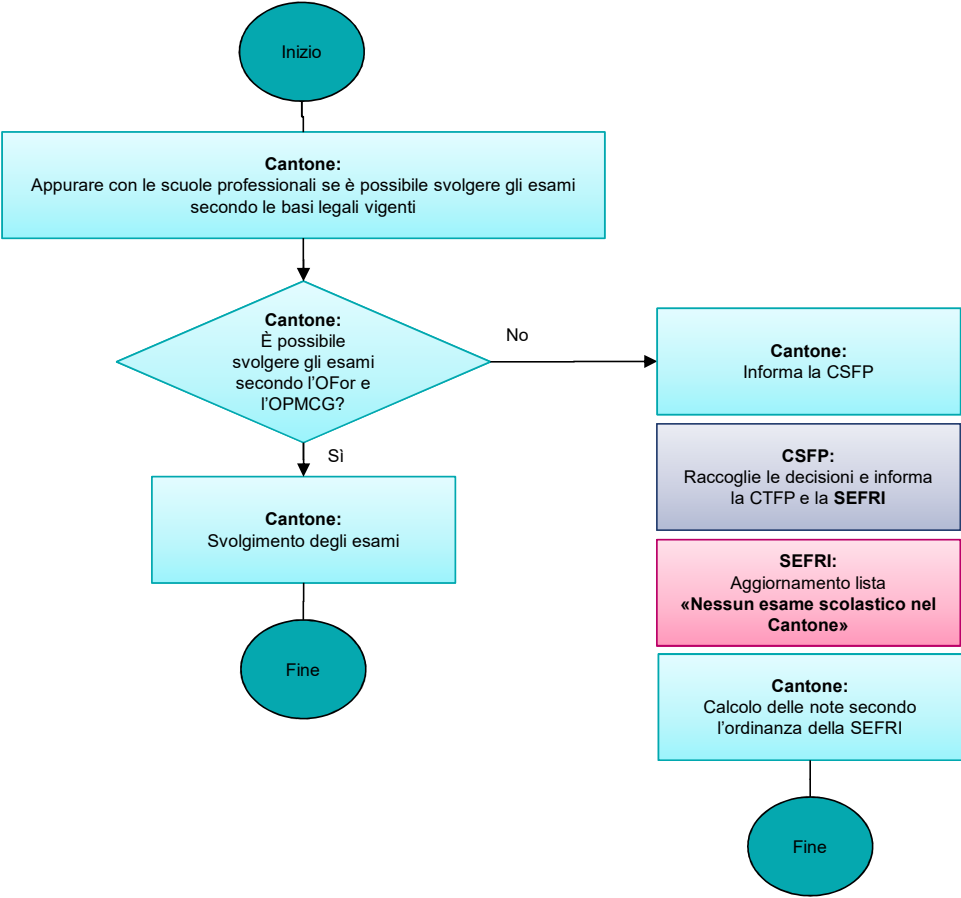 Inizio
Cantone:
Appurare con le scuole professionali se è possibile svolgere gli esami
secondo le basi legali vigenti
Cantone:
È possibile
svolgere gli esami
secondo l'OFor e
l'OPMCG?
No
Sì
Cantone:
Svolgimento degli esami
Fine
Cantone:
Informa la CSFP
CSFP:
Raccoglie le decisioni e informa
la CTFP e la SEFRI
SEFRI:
Aggiornamento lista
«Nessun esame scolastico nel
Cantone»
Cantone:
Calcolo delle note secondo
l'ordinanza della SEFRI
Fine